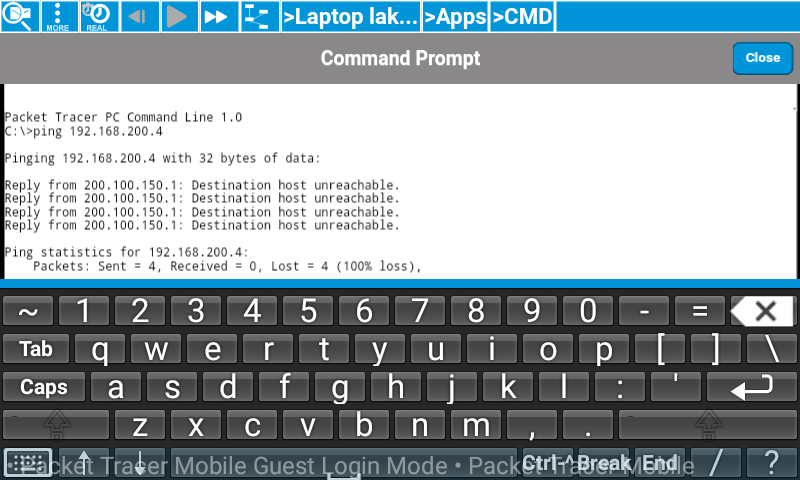 MORE
REAL
>Laptop lak... >Apps >CMD
Command Prompt
Close
Packet Tracer PC Command Line 1.0
C:\>ping 192.168.200.4
Pinging 192.168.200.4 with 32 bytes of data:
Reply from 200.100.150.1: Destination host unreachable.
Reply from 200.100.150.1: Destination host unreachable.
Reply from 200.100.150.1: Destination host unreachable.
Reply from 200.100.150.1: Destination host unreachable.
Ping statistics for 192.168.200.4:
Packets: Sent = 4, Received = 0, Lost = 4 (100% loss),
~ 1 2 3 4 5 6 7 8 9 0 - =
Tab q w e r t y u i o p [ ] \
Caps a s d f g h j k l : '
z x c v b n m , .
Ctrl-^ Break End / ?
• Packet Tracer Mobile Guest Login Mode • Packet Tracer Mobile